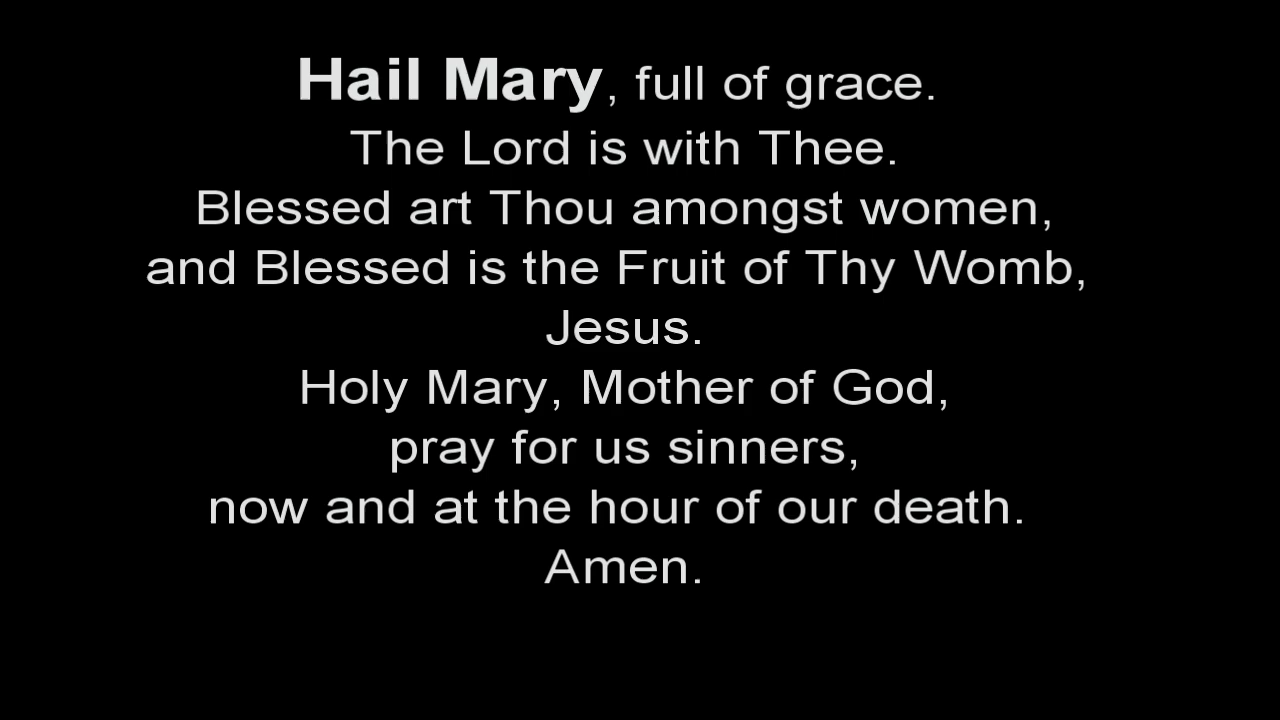 Hail Mary, full of grace.
The Lord is with Thee.
Blessed art Thou amongst women,
and Blessed is the Fruit of Thy Womb,
Jesus.
Holy Mary, Mother of God,
pray for us sinners,
now and at the hour of our death.
Amen.